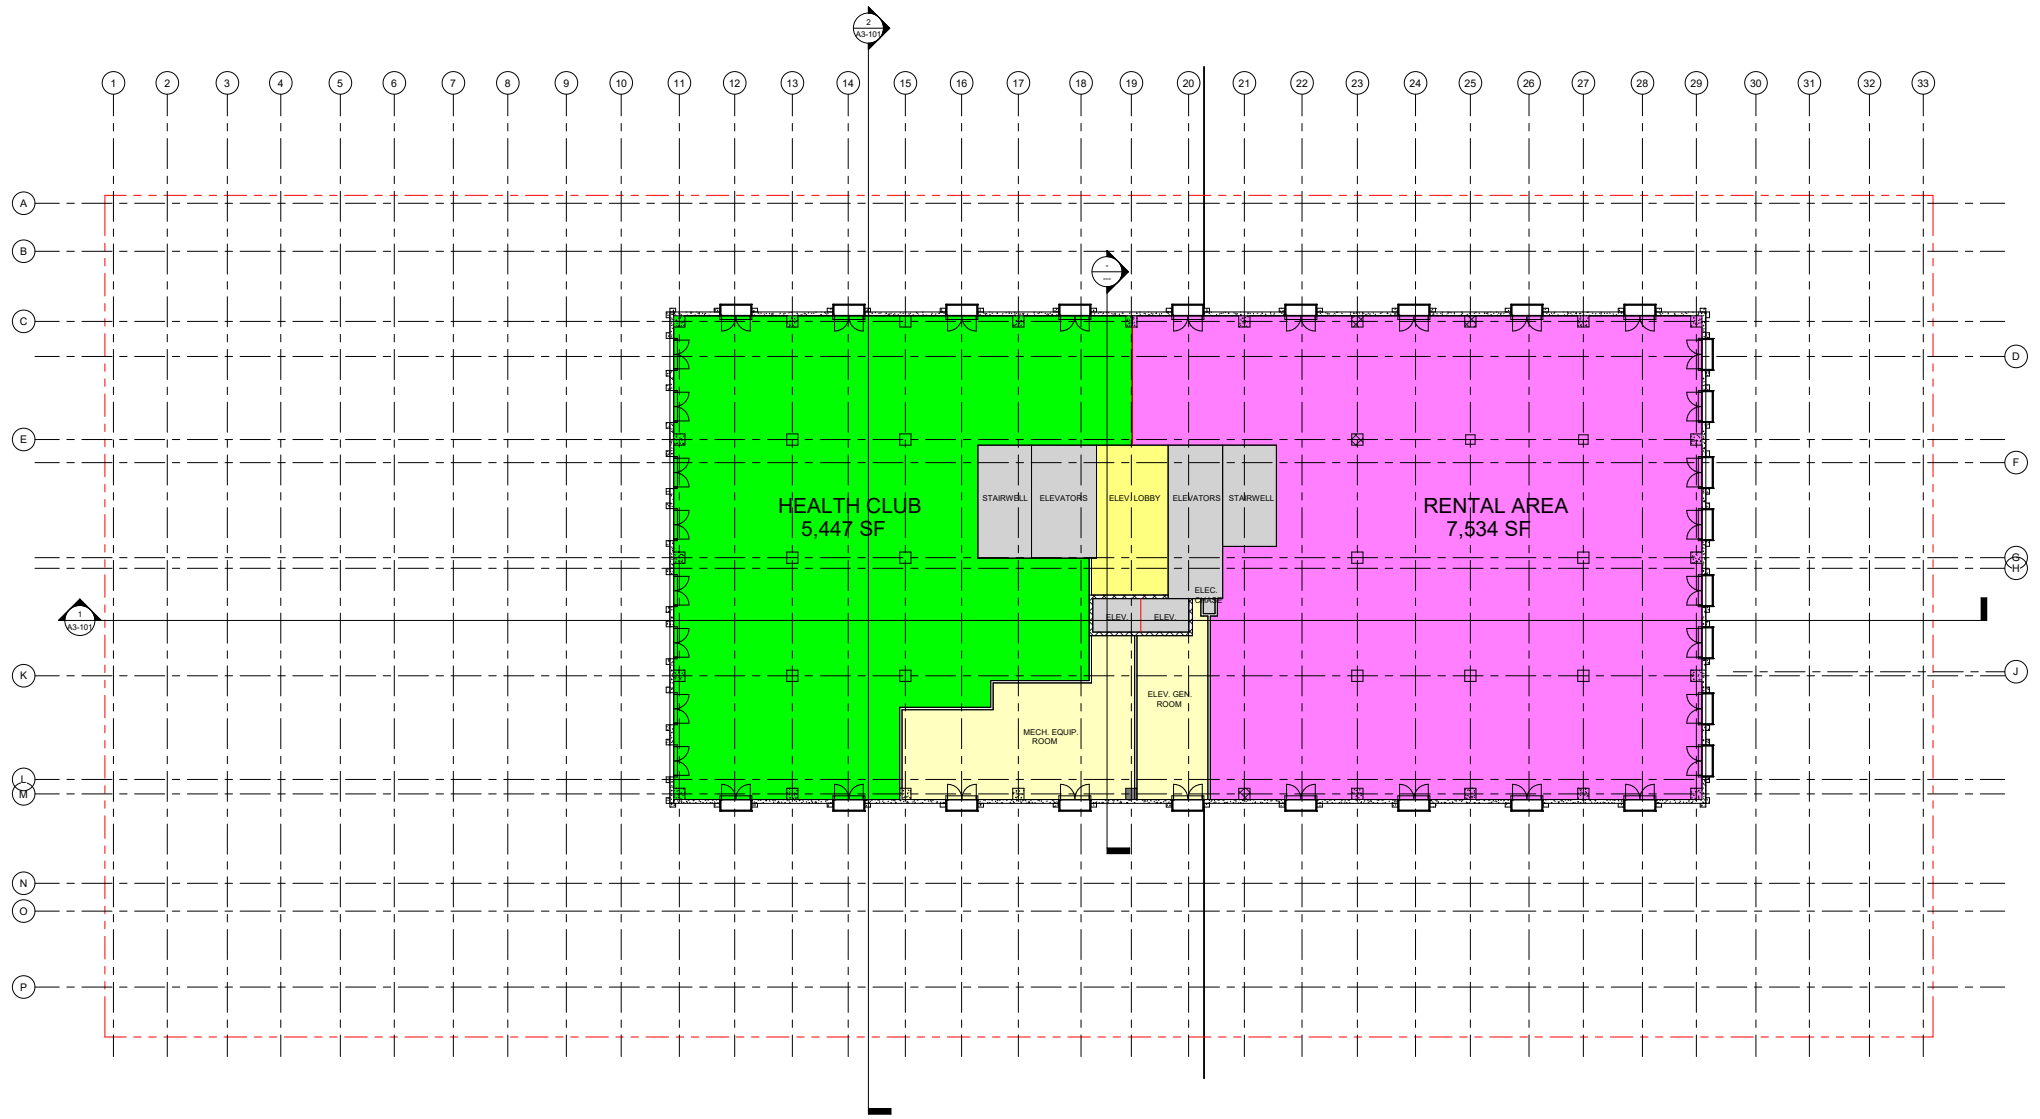 2
A3-101
1 2 3 4 5 6 7 8 9 10 11 12 13 14 15 16 17 18 19 20 21 22 23 24 25 26 27 28 29 30 31 32 33
A
B
-
---
C
D
E
F
STAIRWELL ELEVATORS ELEV. LOBBY ELEVATORS STAIRWELL
HEALTH CLUB
5,447 SF
RENTAL AREA
7,534 SF
G
H
ELEC.
CHASE
ELEV. ELEV.
1
A3-101
K
J
ELEV. GEN.
ROOM
MECH. EQUIP.
ROOM
L
M
N
O
P